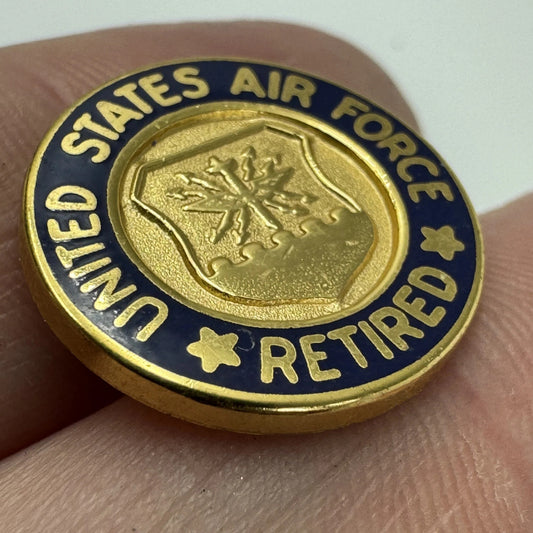 UNITED STATES AIR FORCE
RETIRED